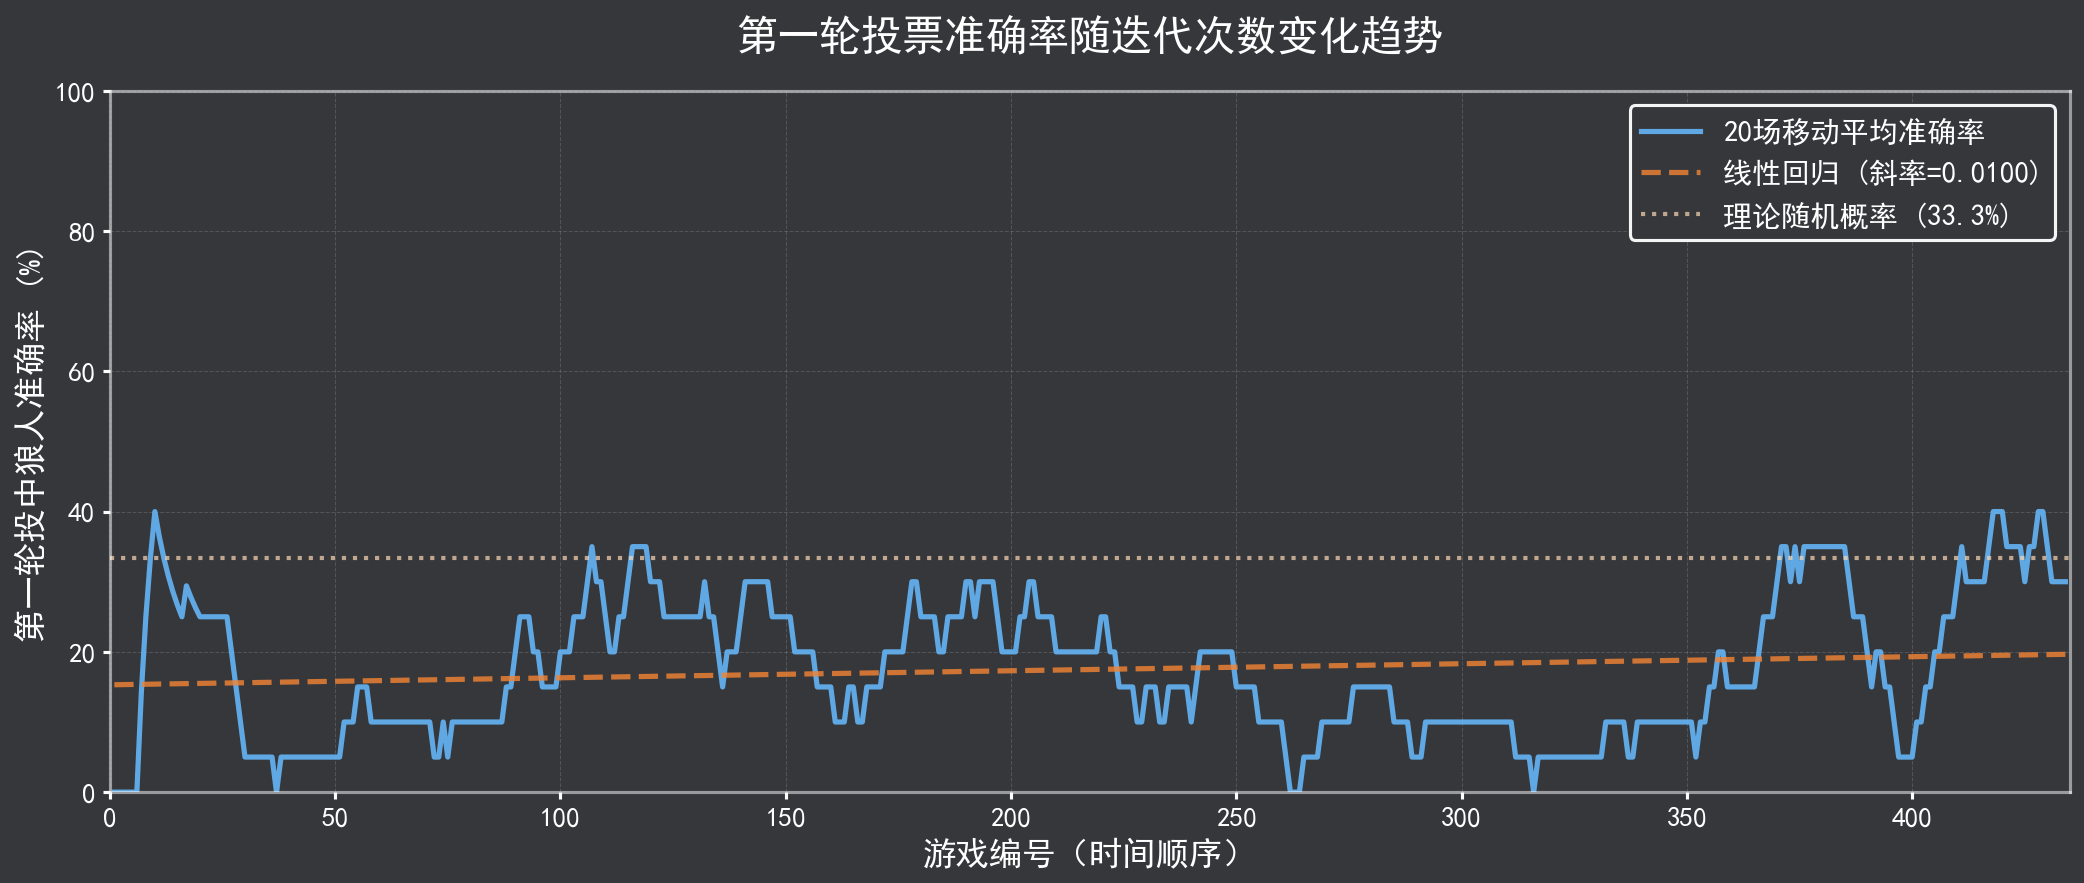 第一轮投票准确率随迭代次数变化趋势
20场移动平均准确率
线性回归 (斜率=0.0100)
理论随机概率 (33.3%)
第一轮投中狼人准确率 (%)
100
80
60
40
20
0
0 50 100 150 200 250 300 350 400
游戏编号（时间顺序）